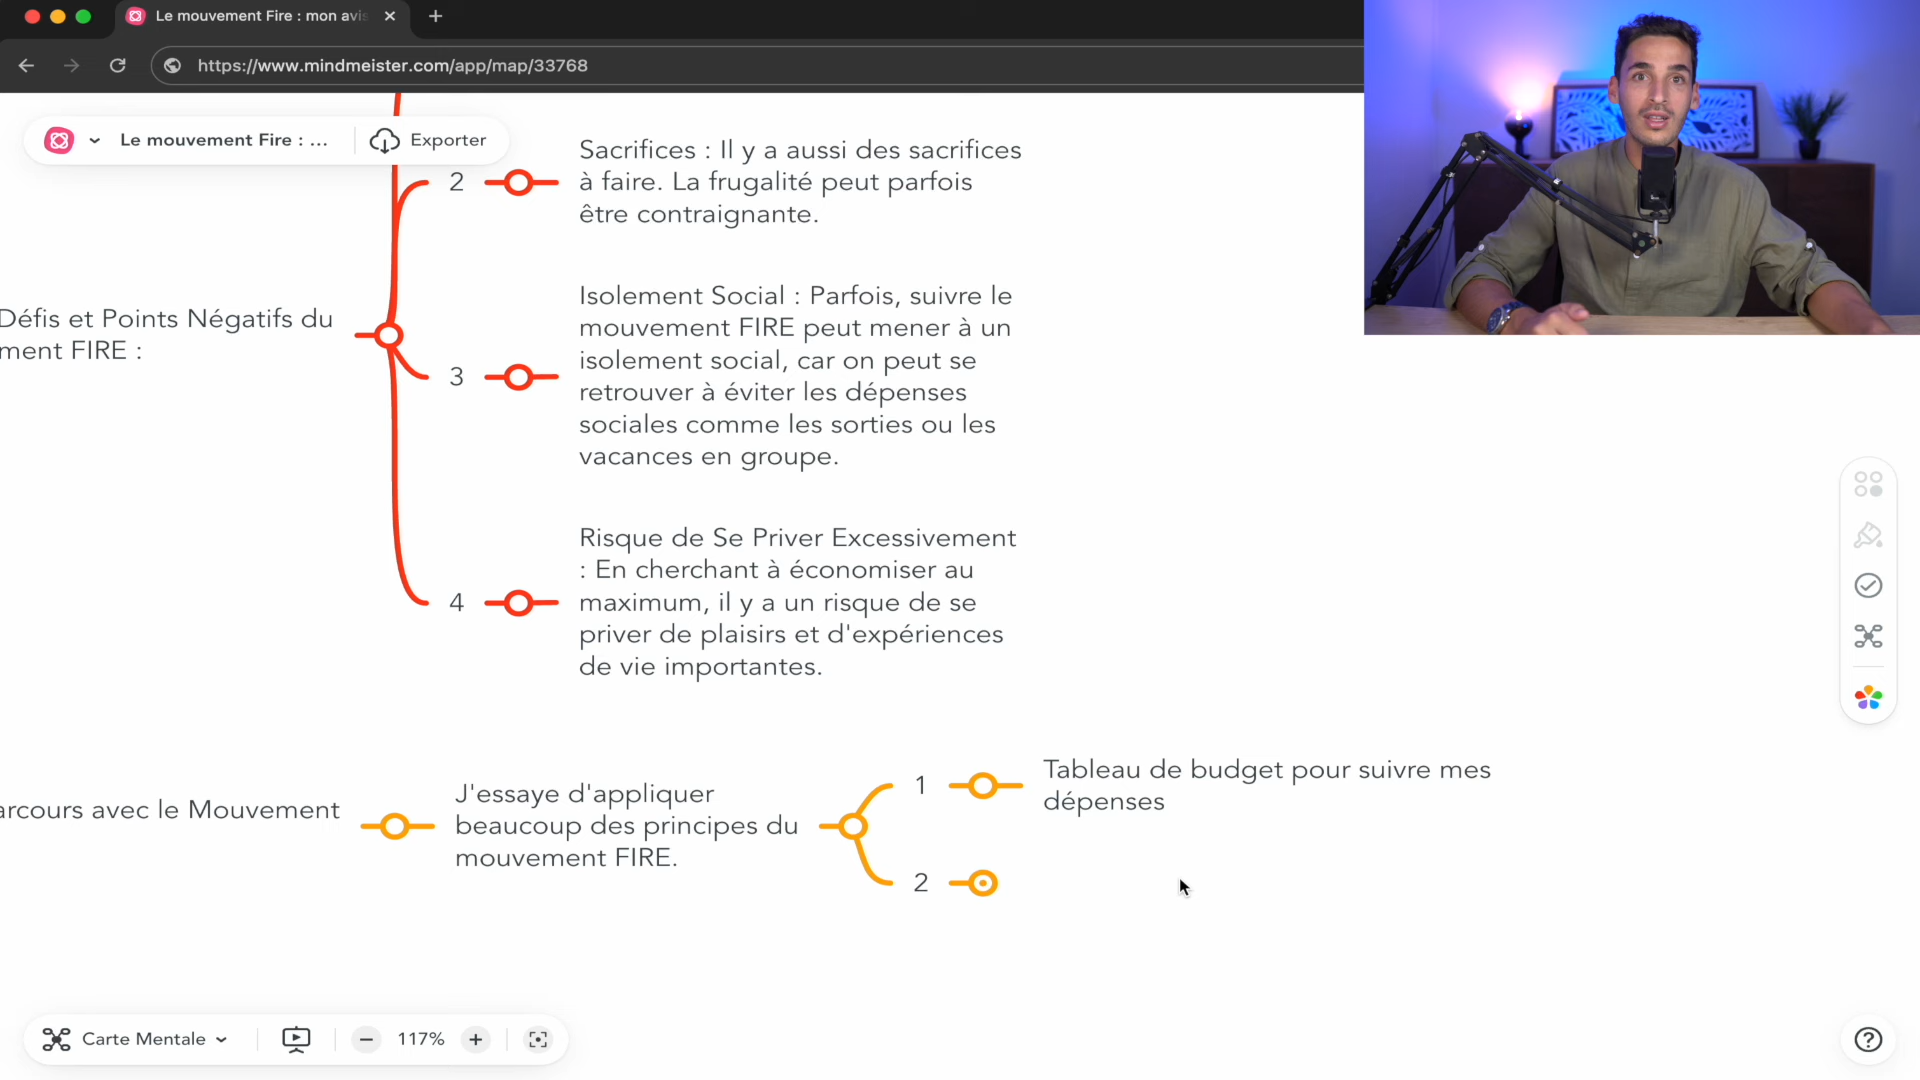 Le mouvement Fire : mon avis
https://www.mindmeister.com/app/map/33768
Le mouvement Fire : ...
Exporter
2
Sacrifices : Il y a aussi des sacrifices
à faire. La frugalité peut parfois
être contraignante.
Défis et Points Négatifs du
ment FIRE :
3
Isolement Social : Parfois, suivre le
mouvement FIRE peut mener à un
isolement social, car on peut se
retrouver à éviter les dépenses
sociales comme les sorties ou les
vacances en groupe.
4
Risque de Se Priver Excessivement
: En cherchant à économiser au
maximum, il y a un risque de se
priver de plaisirs et d'expériences
de vie importantes.
arcours avec le Mouvement
J'essaye d'appliquer
beaucoup des principes du
mouvement FIRE.
1
Tableau de budget pour suivre mes
dépenses
2
Carte Mentale
117%